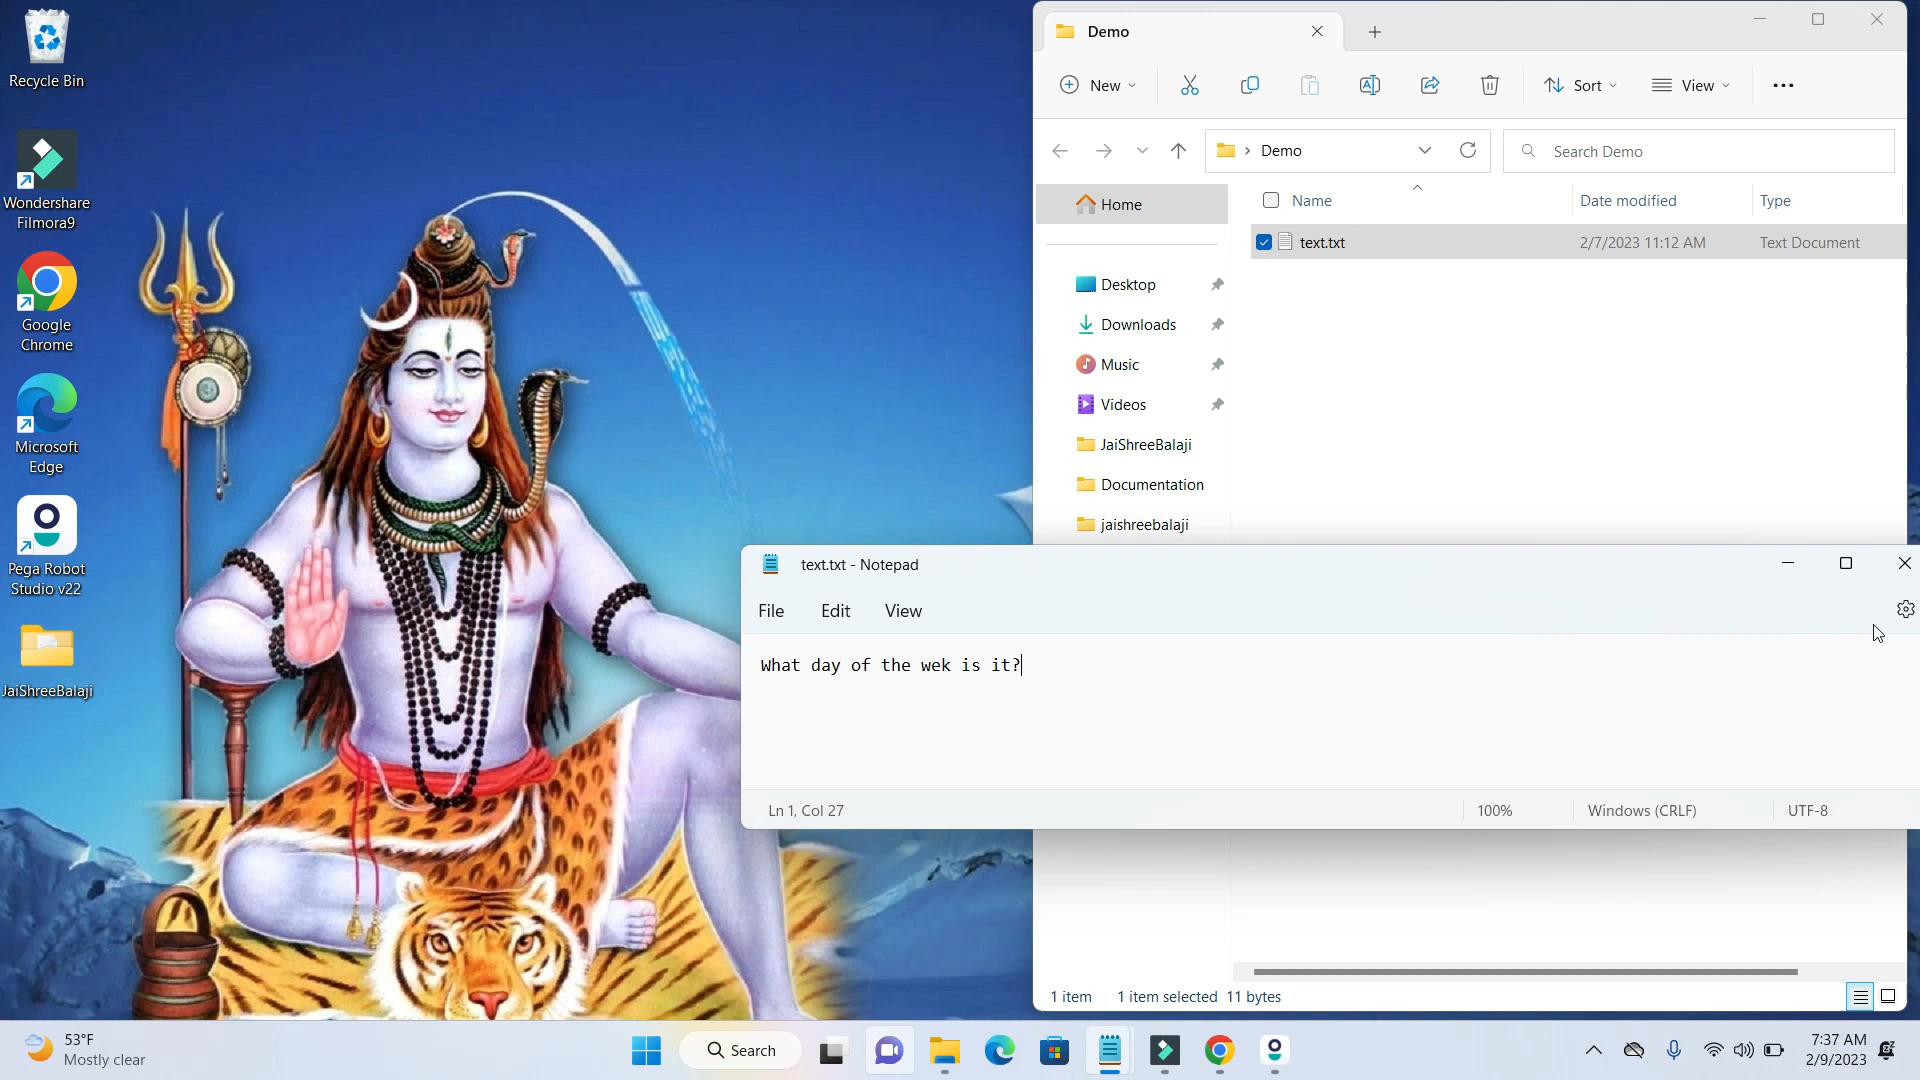 Recycle Bin
Wondershare
Filmora9
Google
Chrome
Microsoft
Edge
Pega Robot
Studio v22
JaiShreeBalaji
Demo
New
Sort
View
Demo
Search Demo
Home
Name
Date modified
Type
text.txt
2/7/2023 11:12 AM
Text Document
Desktop
Downloads
Music
Videos
JaiShreeBalaji
Documentation
jaishreebalaji
text.txt - Notepad
File
Edit
View
What day of the wek is it?
Ln 1, Col 27
100%
Windows (CRLF)
UTF-8
1 item
1 item selected 11 bytes
53°F
Mostly clear
Search
7:37 AM
2/9/2023